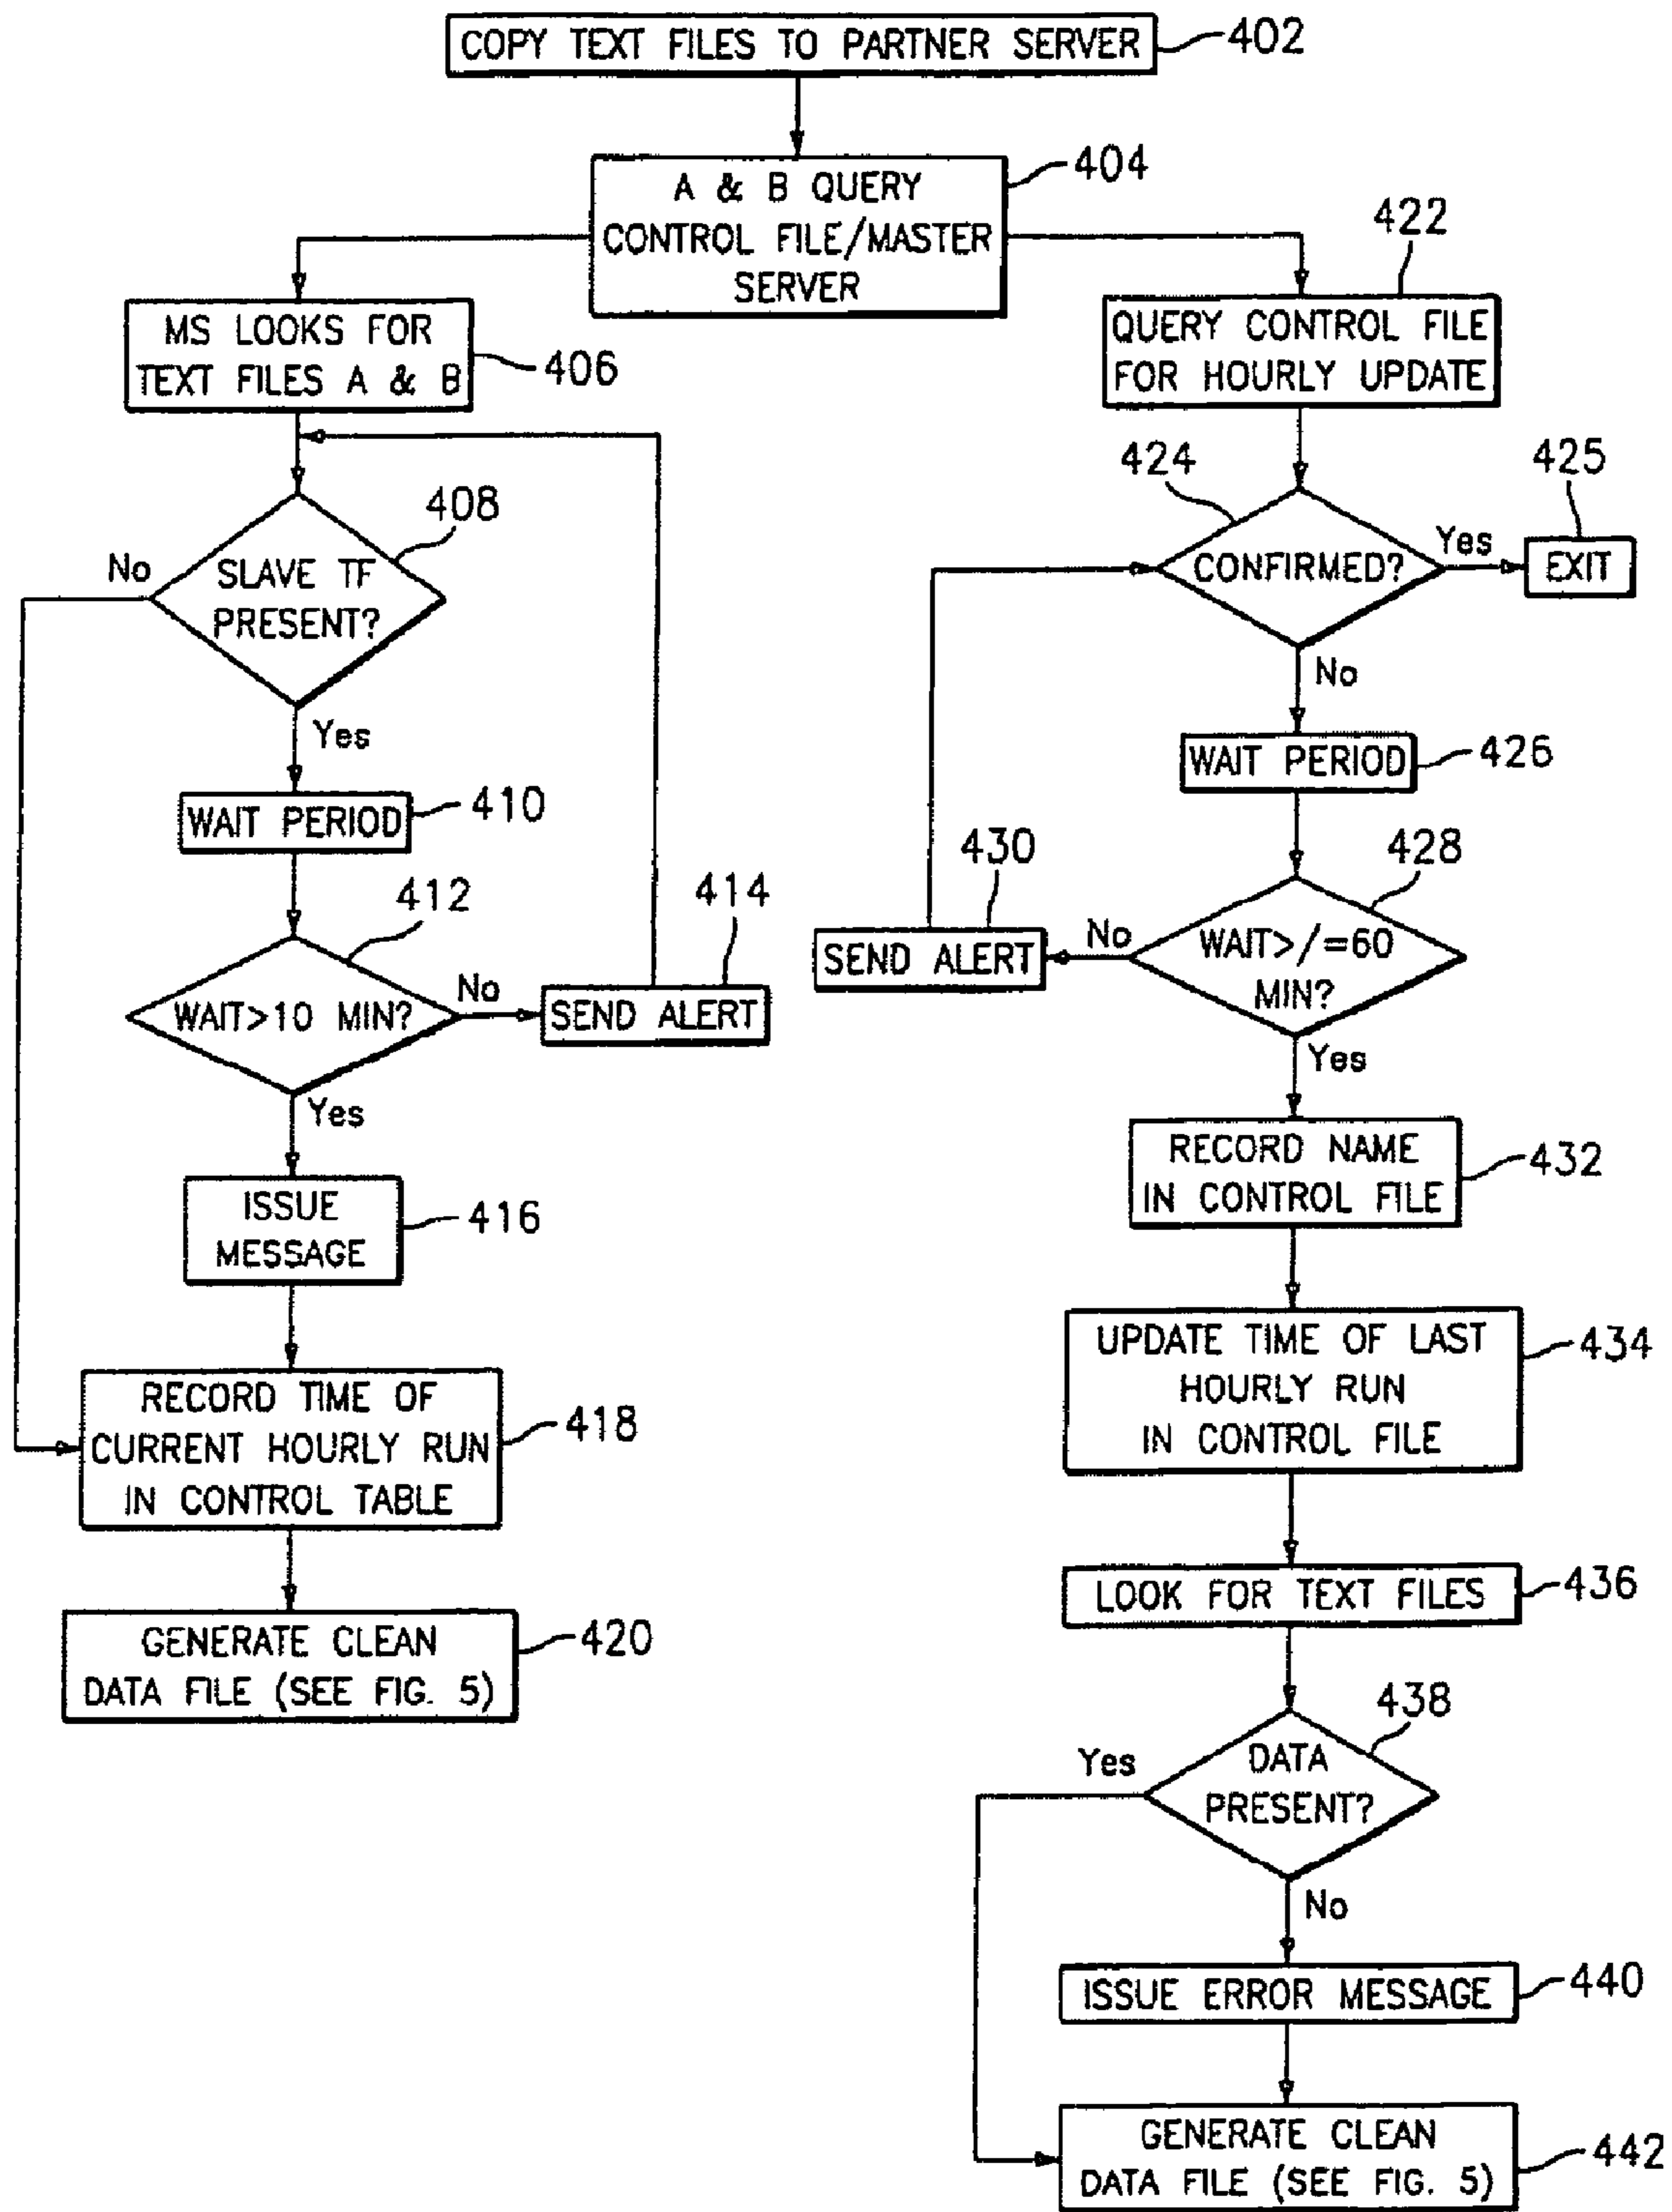 COPY TEXT FILES TO PARTNER SERVER
402
A & B QUERY
CONTROL FILE/MASTER
SERVER
404
MS LOOKS FOR
TEXT FILES A & B
406
SLAVE TF
PRESENT?
408
No
Yes
WAIT PERIOD
410
WAIT>10 MIN?
412
No
SEND ALERT
414
Yes
ISSUE
MESSAGE
416
RECORD TIME OF
CURRENT HOURLY RUN
IN CONTROL TABLE
418
GENERATE CLEAN
DATA FILE (SEE FIG. 5)
420
422
QUERY CONTROL FILE
FOR HOURLY UPDATE
424
CONFIRMED?
Yes
425
EXIT
No
WAIT PERIOD
426
428
WAIT>/=60
MIN?
No
430
SEND ALERT
Yes
RECORD NAME
IN CONTROL FILE
432
UPDATE TIME OF LAST
HOURLY RUN
IN CONTROL FILE
434
LOOK FOR TEXT FILES
436
438
DATA
PRESENT?
Yes
No
ISSUE ERROR MESSAGE
440
GENERATE CLEAN
DATA FILE (SEE FIG. 5)
442